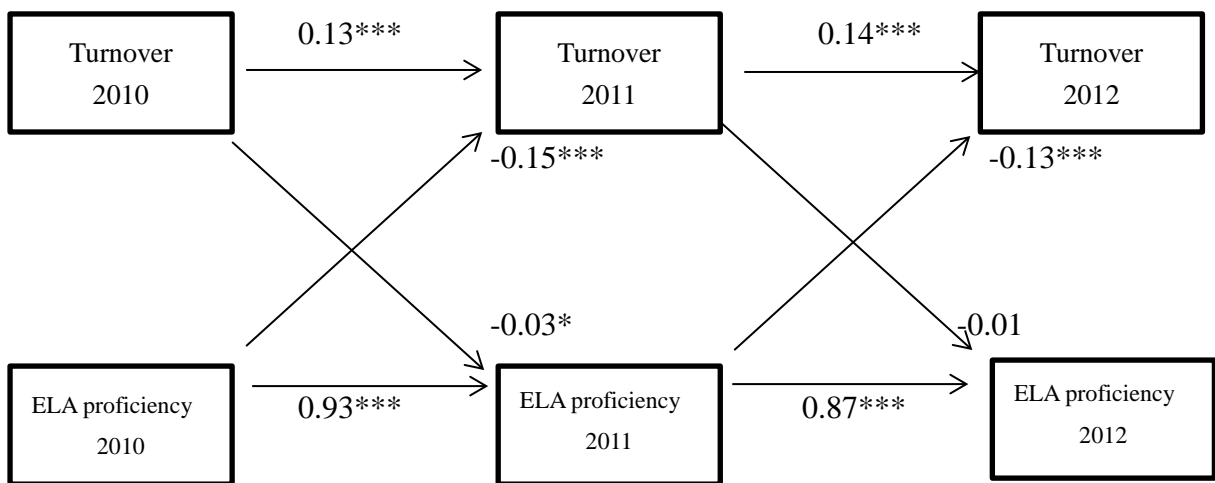 0.13***
0.14***
Turnover
2010
Turnover
2011
Turnover
2012
-0.15***
-0.13***
-0.03*
-0.01
ELA proficiency
2010
0.93***
ELA proficiency
2011
0.87***
ELA proficiency
2012